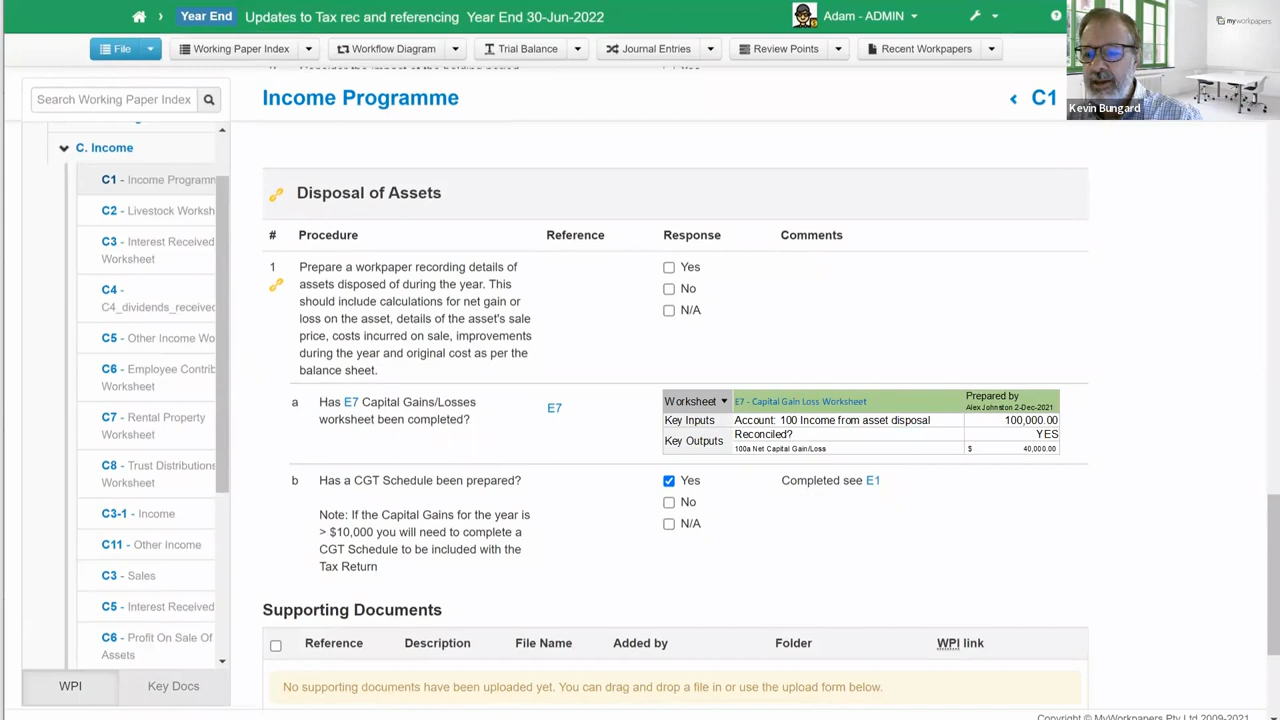 Year End Updates to Tax rec and referencing Year End 30-Jun-2022
Adam - ADMIN
myworkpapers
File
Working Paper Index
Workflow Diagram
Trial Balance
Journal Entries
Review Points
Recent Workpapers
Kevin Bungard
Search Working Paper Index
Income Programme
C1
C. Income
C1 - Income Programm
C2 - Livestock Worksh
C3 - Interest Received
Worksheet
C4 -
C4_dividends_received
C5 - Other Income Wo
C6 - Employee Contrib
Worksheet
C7 - Rental Property
Worksheet
C8 - Trust Distributions
Worksheet
C3-1 - Income
C11 - Other Income
C3 - Sales
C5 - Interest Received
C6 - Profit On Sale Of
Assets
WPI
Key Docs
Disposal of Assets
# Procedure Reference Response Comments
1 Prepare a workpaper recording details of
assets disposed of during the year. This
should include calculations for net gain or
loss on the asset, details of the asset's sale
price, costs incurred on sale, improvements
during the year and original cost as per the
balance sheet.
Yes
No
N/A
a Has E7 Capital Gains/Losses
worksheet been completed?
E7
Worksheet E7 - Capital Gain Loss Worksheet Prepared by
Alex Johnston 2-Dec-2021
Key Inputs Account: 100 Income from asset disposal 100,000.00
Key Outputs Reconciled? YES
100a Net Capital Gain/Loss $ 40,000.00
b Has a CGT Schedule been prepared?
Note: If the Capital Gains for the year is
> $10,000 you will need to complete a
CGT Schedule to be included with the
Tax Return
Yes
No
N/A
Completed see E1
Supporting Documents
Reference Description File Name Added by Folder WPI link
No supporting documents have been uploaded yet. You can drag and drop a file in or use the upload form below.
Copyright © MyWorkpapers Pty Ltd 2009-2021